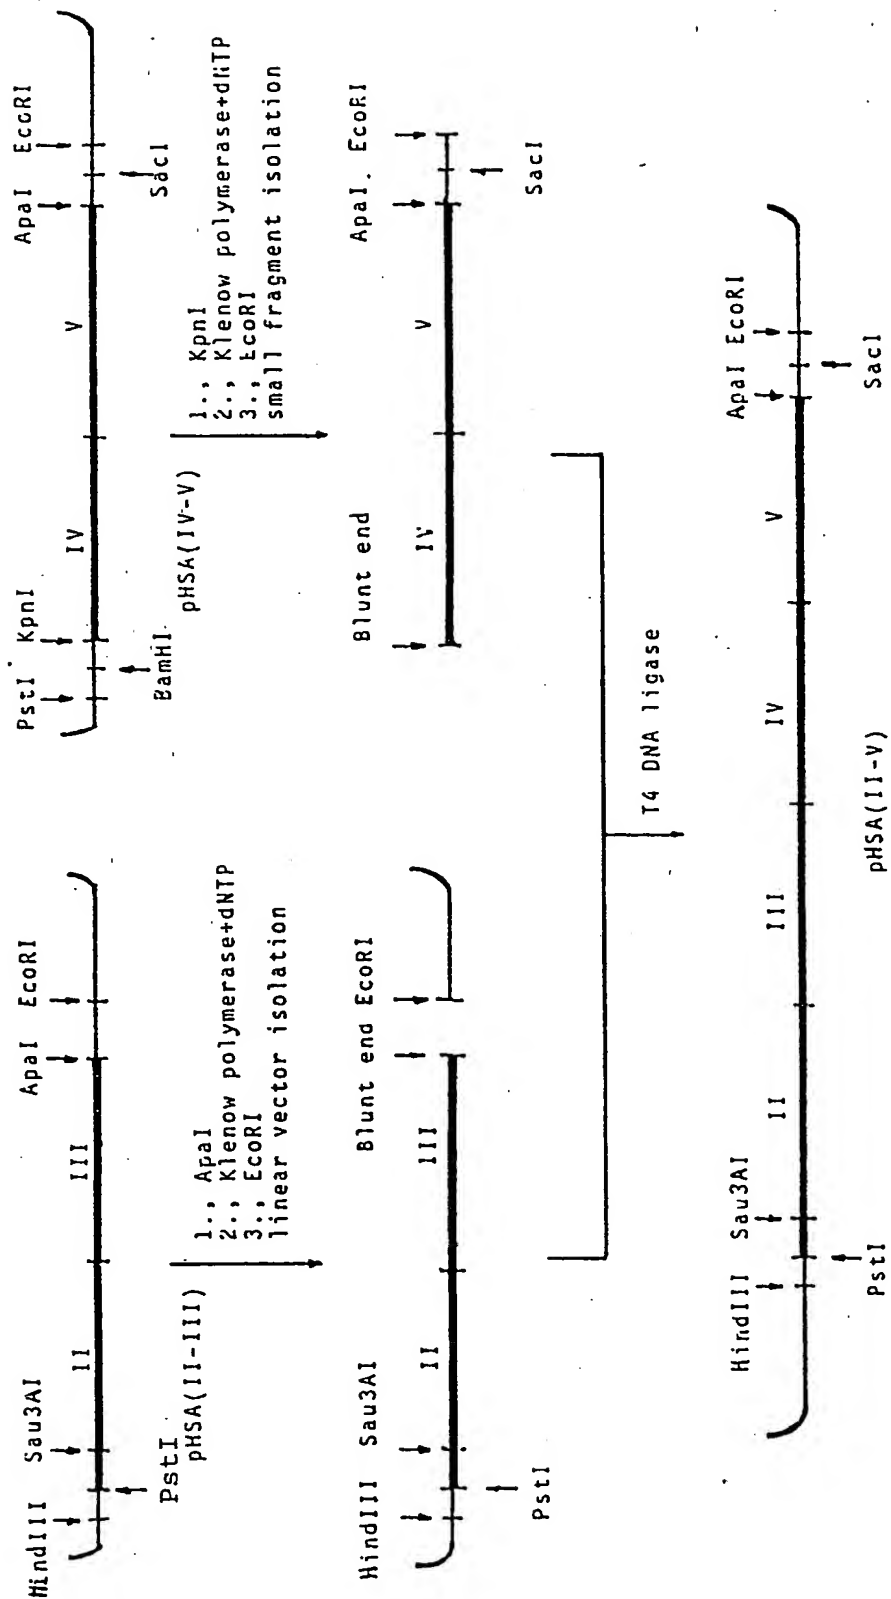 HindIII Sau3AI ApaI EcoRI
II III
PstI
pHSA(II-III)
1., ApaI
2., Klenow polymerase+dNTP
3., EcoRI
linear vector isolation
PstI KpnI ApaI EcoRI
IV V
BamHI SacI
pHSA(IV-V)
1., KpnI
2., Klenow polymerase+dNTP
3., EcoRI
small fragment isolation
HindIII Sau3AI Blunt end EcoRI
II III
PstI
Blunt end ApaI. EcoRI
IV V
SacI
T4 DNA ligase
HindIII Sau3AI ApaI EcoRI
II III IV V
PstI SacI
pHSA(II-V)